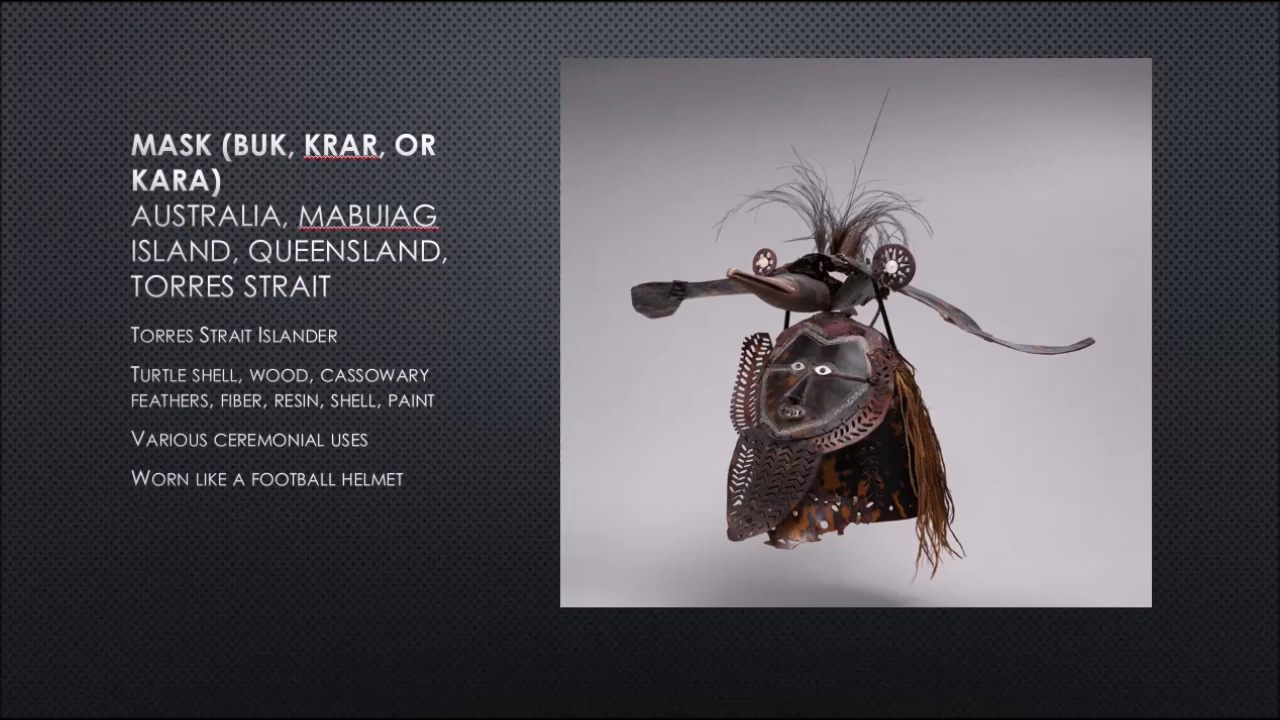 MASK (BUK, KRAR, OR
KARA)
AUSTRALIA, MABUIAG
ISLAND, QUEENSLAND,
TORRES STRAIT
TORRES STRAIT ISLANDER
TURTLE SHELL, WOOD, CASSOWARY
FEATHERS, FIBER, RESIN, SHELL, PAINT
VARIOUS CEREMONIAL USES
WORN LIKE A FOOTBALL HELMET